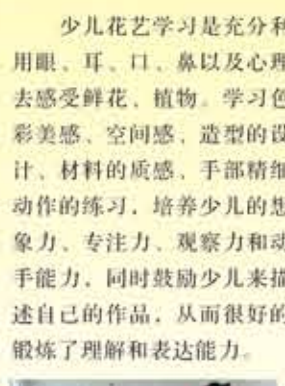 少儿花艺学习是充分利
用眼、耳、口、鼻以及心理
去感受鲜花、植物。学习色
彩美感、空间感、造型的设
计、材料的质感、手部精细
动作的练习，培养少儿的想
象力、专注力、观察力和动
手能力，同时鼓励少儿来描
述自己的作品，从而很好的
锻炼了理解和表达能力。